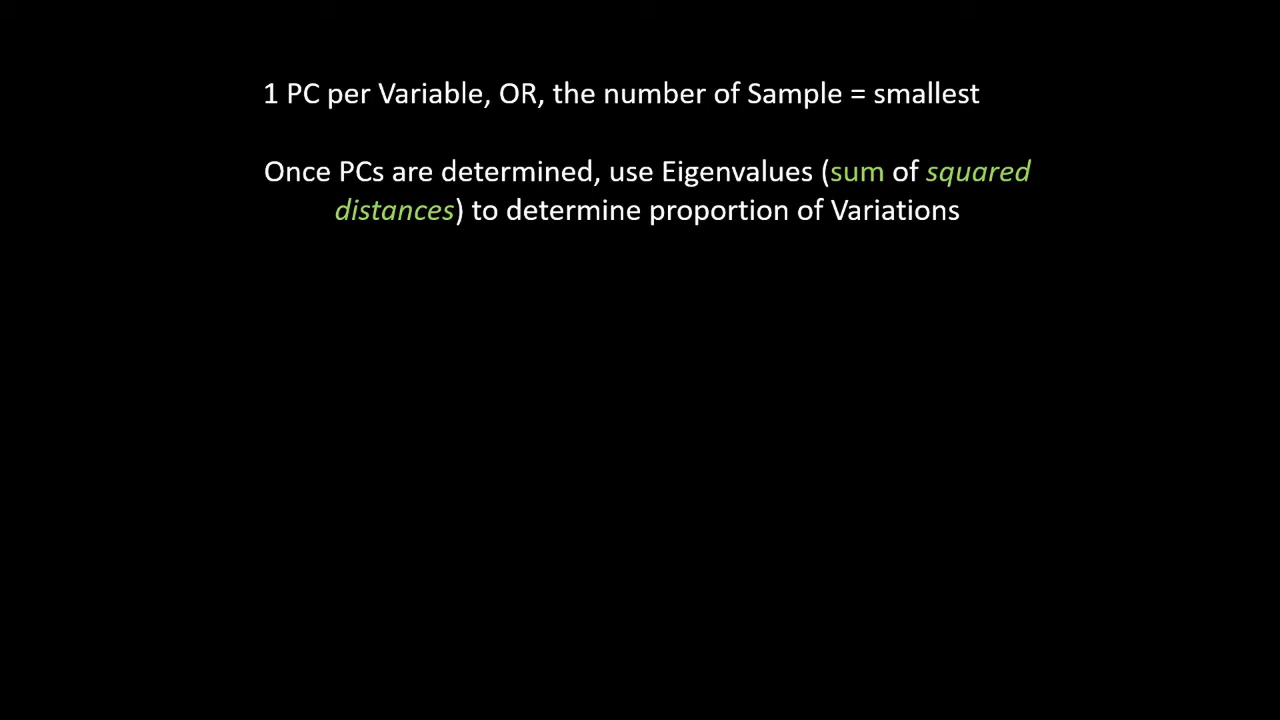 1 PC per Variable, OR, the number of Sample = smallest
Once PCs are determined, use Eigenvalues (sum of squared
distances) to determine proportion of Variations